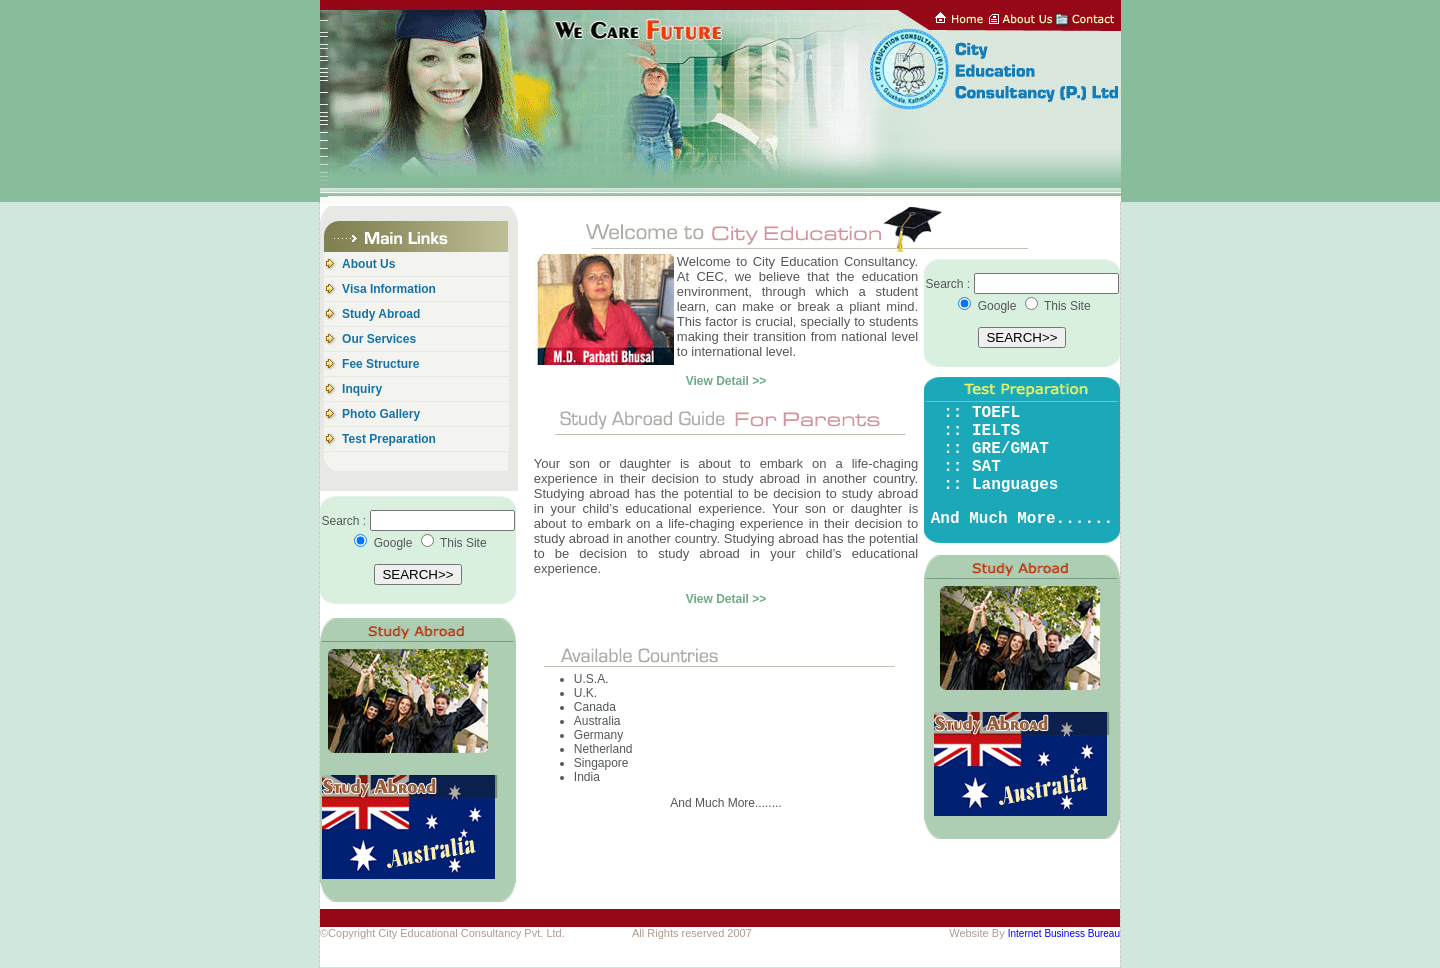 We Care Future
Home About Us Contact
CITY EDUCATION CONSULTANCY (P.) LTD.
City
Education
Consultancy (P.) Ltd
Main Links
About Us
Visa Information
Study Abroad
Our Services
Fee Structure
Inquiry
Photo Gallery
Test Preparation
Search :
Google This Site
SEARCH>>
Study Abroad
Study Abroad
Australia
Welcome to City Education
M.D. Parbati Bhusal
Welcome to City Education Consultancy.
At CEC, we believe that the education
environment, through which a student
learn, can make or break a pliant mind.
This factor is crucial, specially to students
making their transition from national level
to international level.
View Detail >>
Study Abroad Guide For Parents
Your son or daughter is about to embark on a life-chaging
experience in their decision to study abroad in another country.
Studying abroad has the potential to be decision to study abroad
in your child’s educational experience. Your son or daughter is
about to embark on a life-chaging experience in their decision to
study abroad in another country. Studying abroad has the potential
to be decision to study abroad in your child’s educational
experience.
View Detail >>
Available Countries
U.S.A.
U.K.
Canada
Australia
Germany
Netherland
Singapore
India
And Much More........
Search :
Google This Site
SEARCH>>
Test Preparation
:: TOEFL
:: IELTS
:: GRE/GMAT
:: SAT
:: Languages
And Much More......
Study Abroad
Study Abroad
Australia
©Copyright City Educational Consultancy Pvt. Ltd. All Rights reserved 2007 Website By Internet Business Bureau